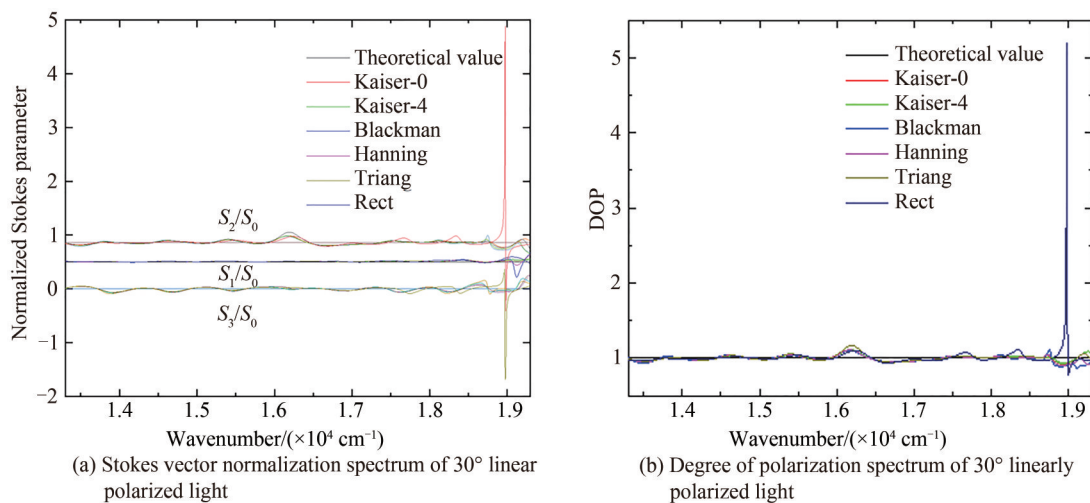 5
4
3
2
1
0
−1
−2
Normalized Stokes parameter
Theoretical value
Kaiser-0
Kaiser-4
Blackman
Hanning
Triang
Rect
S2/S0
S1/S0
S3/S0
1.4 1.5 1.6 1.7 1.8 1.9
Wavenumber/(×10⁴ cm⁻¹)
(a) Stokes vector normalization spectrum of 30° linear
polarized light
5
4
3
2
1
DOP
Theoretical value
Kaiser-0
Kaiser-4
Blackman
Hanning
Triang
Rect
1.4 1.5 1.6 1.7 1.8 1.9
Wavenumber/(×10⁴ cm⁻¹)
(b) Degree of polarization spectrum of 30° linearly
polarized light